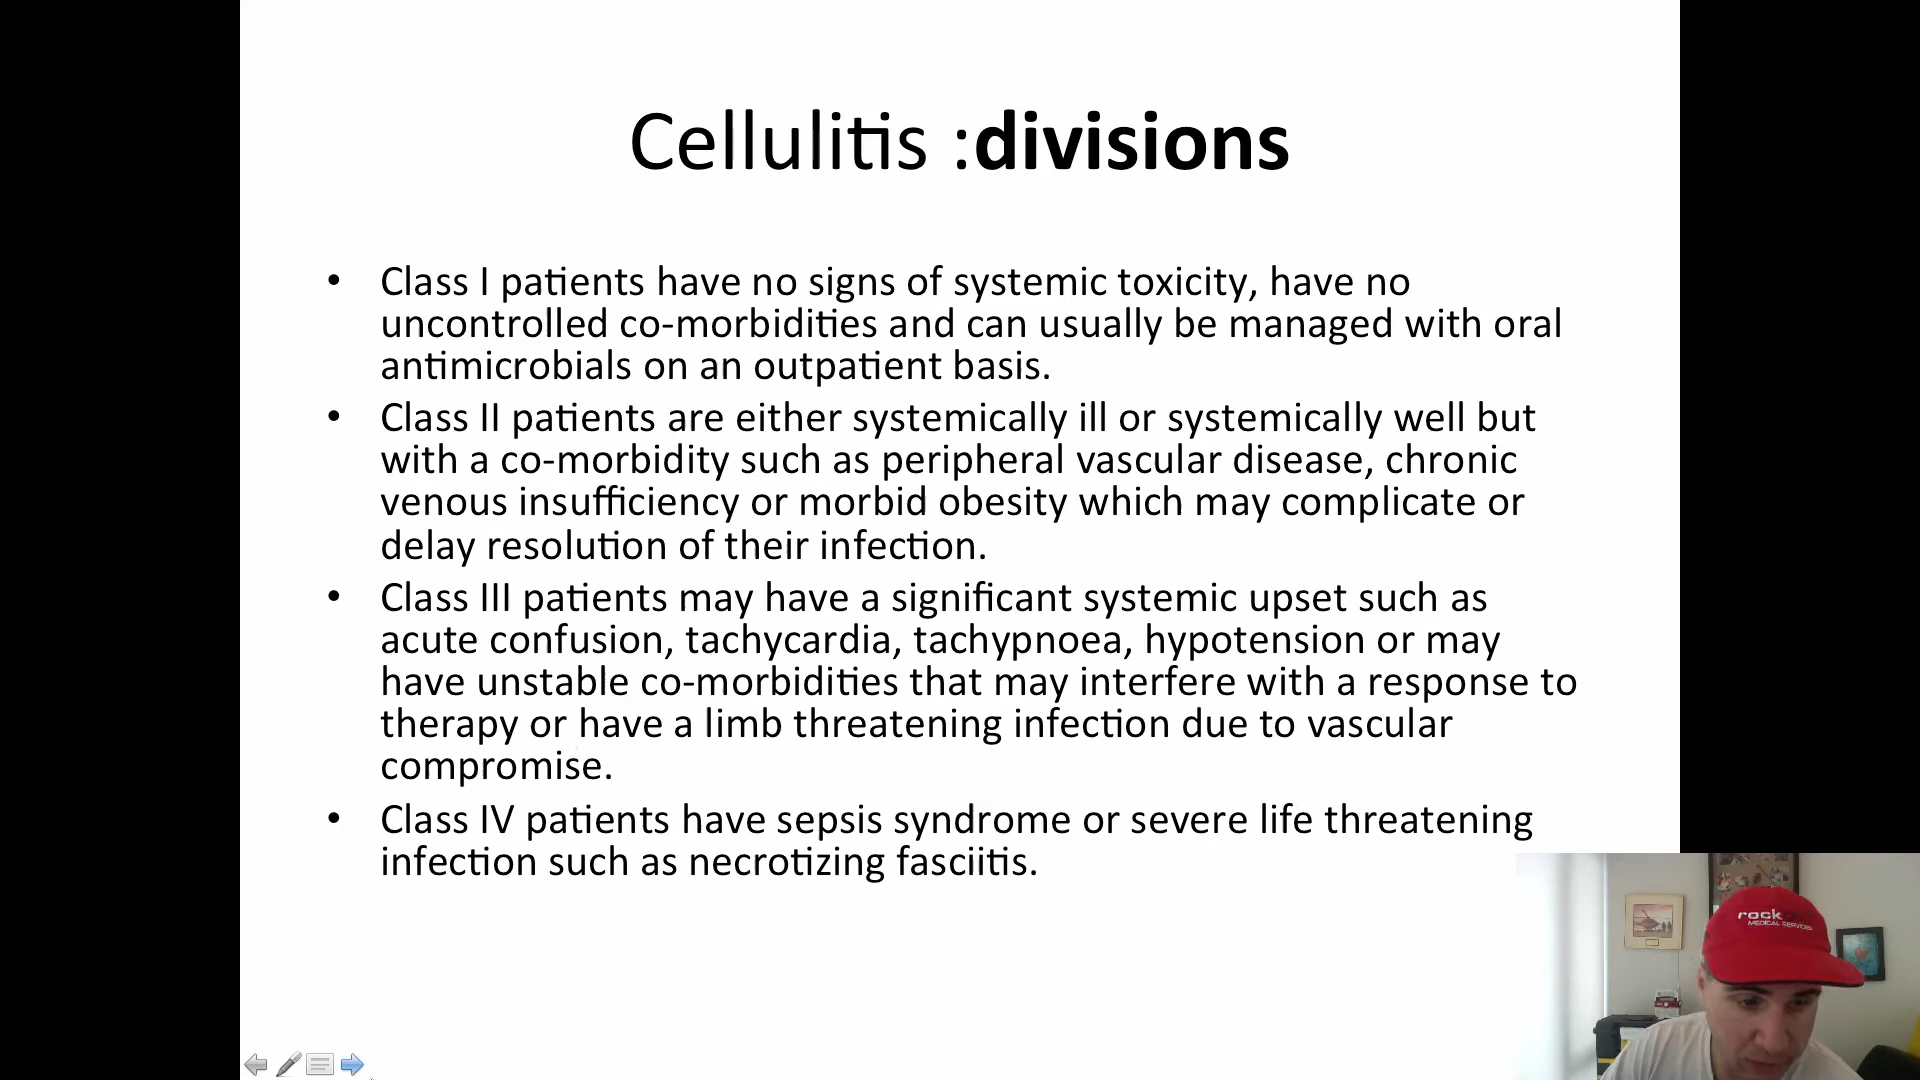 Cellulitis :divisions
• Class I patients have no signs of systemic toxicity, have no
uncontrolled co-morbidities and can usually be managed with oral
antimicrobials on an outpatient basis.
• Class II patients are either systemically ill or systemically well but
with a co-morbidity such as peripheral vascular disease, chronic
venous insufficiency or morbid obesity which may complicate or
delay resolution of their infection.
• Class III patients may have a significant systemic upset such as
acute confusion, tachycardia, tachypnoea, hypotension or may
have unstable co-morbidities that may interfere with a response to
therapy or have a limb threatening infection due to vascular
compromise.
• Class IV patients have sepsis syndrome or severe life threatening
infection such as necrotizing fasciitis.
rock
MEDICAL SERVICES